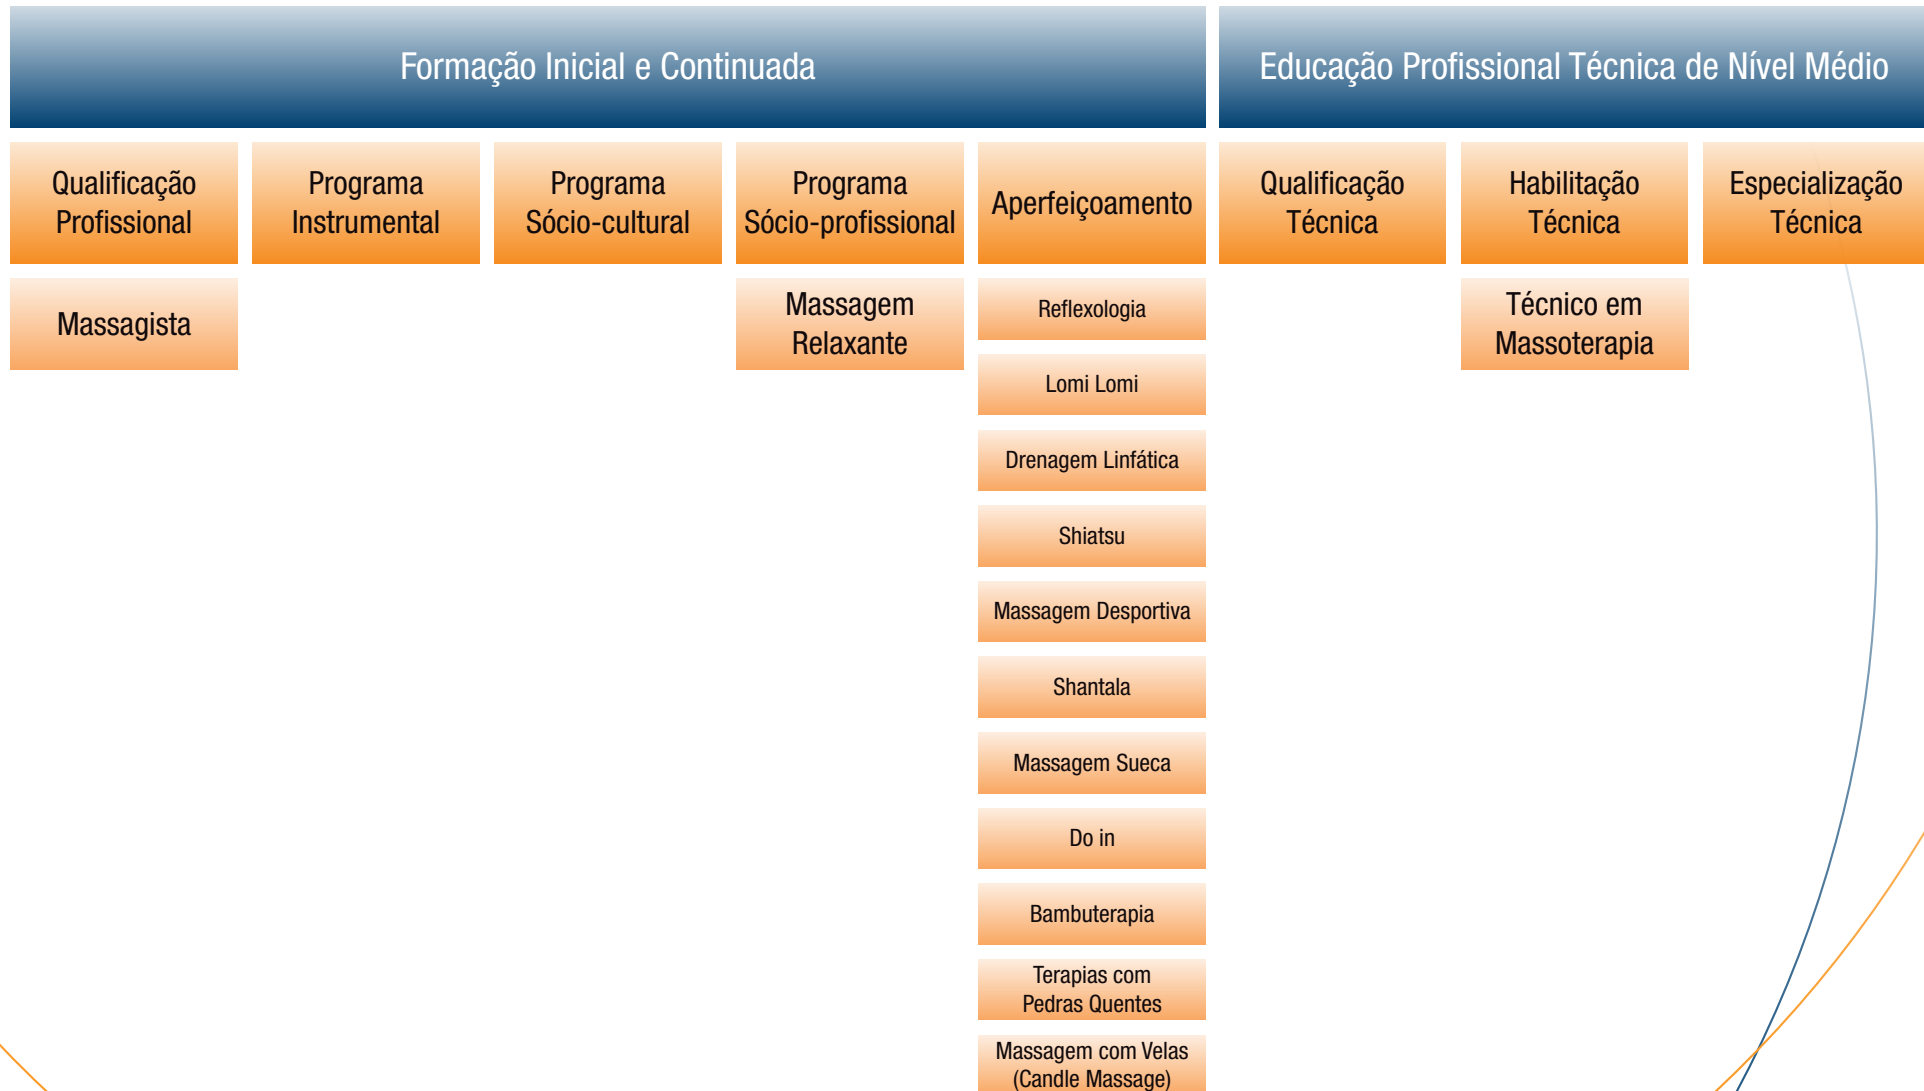 Formação Inicial e Continuada
Educação Profissional Técnica de Nível Médio
Qualificação
Profissional
Programa
Instrumental
Programa
Sócio-cultural
Programa
Sócio-profissional
Aperfeiçoamento
Qualificação
Técnica
Habilitação
Técnica
Especialização
Técnica
Massagista
Massagem
Relaxante
Reflexologia
Lomi Lomi
Drenagem Linfática
Shiatsu
Massagem Desportiva
Shantala
Massagem Sueca
Do in
Bambuterapia
Terapias com
Pedras Quentes
Massagem com Velas
(Candle Massage)
Técnico em
Massoterapia